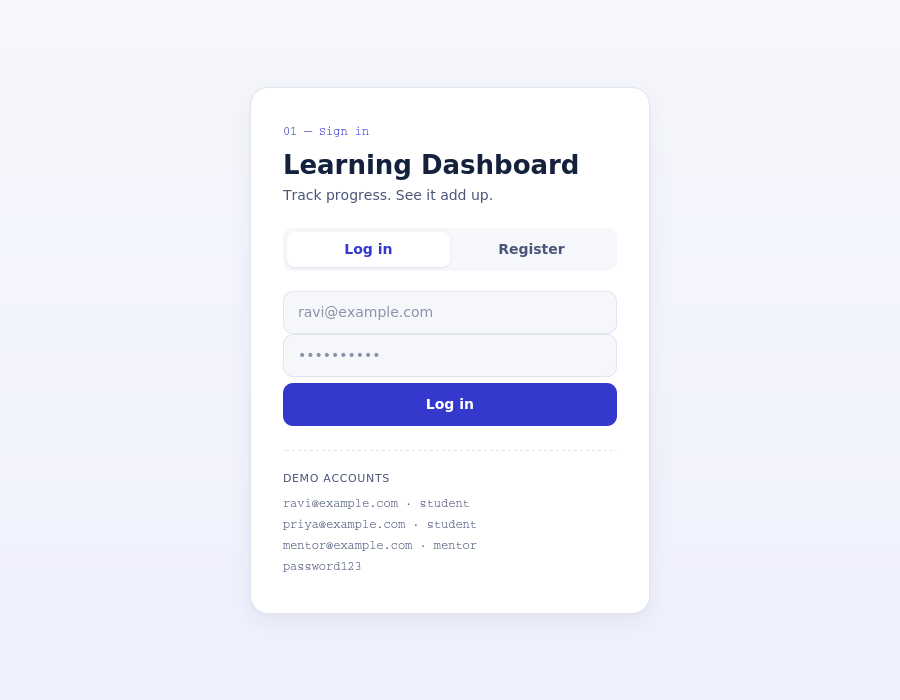 01 — Sign in
Learning Dashboard
Track progress. See it add up.
Log in
Register
ravi@example.com
••••••••••
Log in
DEMO ACCOUNTS
ravi@example.com · student
priya@example.com · student
mentor@example.com · mentor
password123